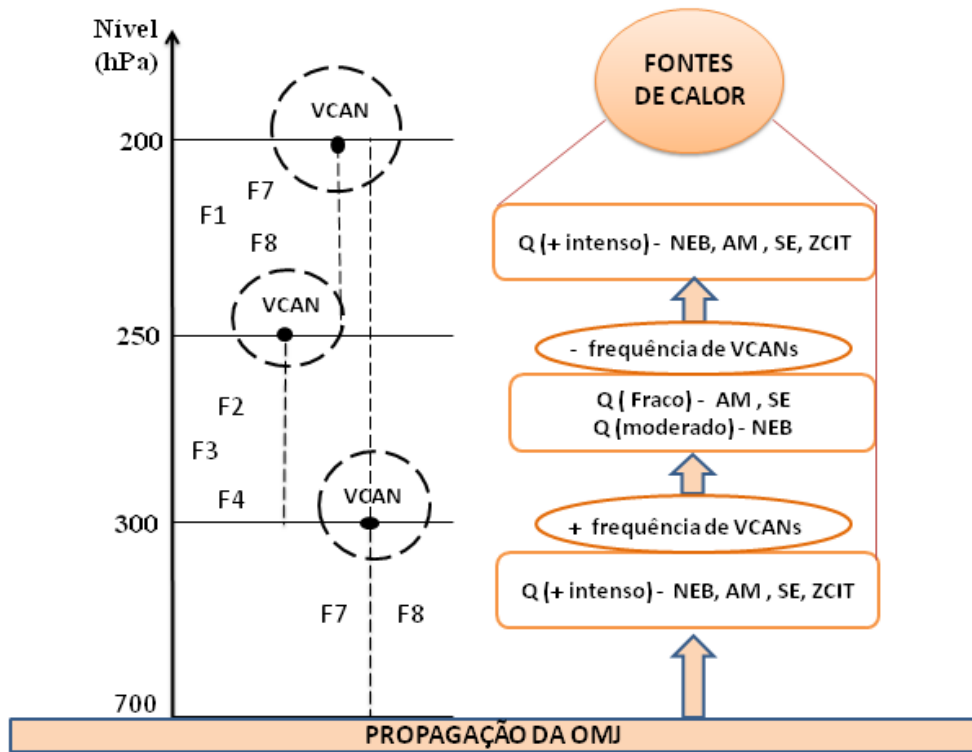 Nível
(hPa)
VCAN
200
F7
F1
F8
VCAN
250
F2
F3
F4
VCAN
300
F7
F8
700
FONTES
DE CALOR
Q (+ intenso) - NEB, AM , SE, ZCIT
- frequência de VCANs
Q ( Fraco) - AM , SE
Q (moderado) - NEB
+ frequência de VCANs
Q (+ intenso) - NEB, AM , SE, ZCIT
PROPAGAÇÃO DA OMJ